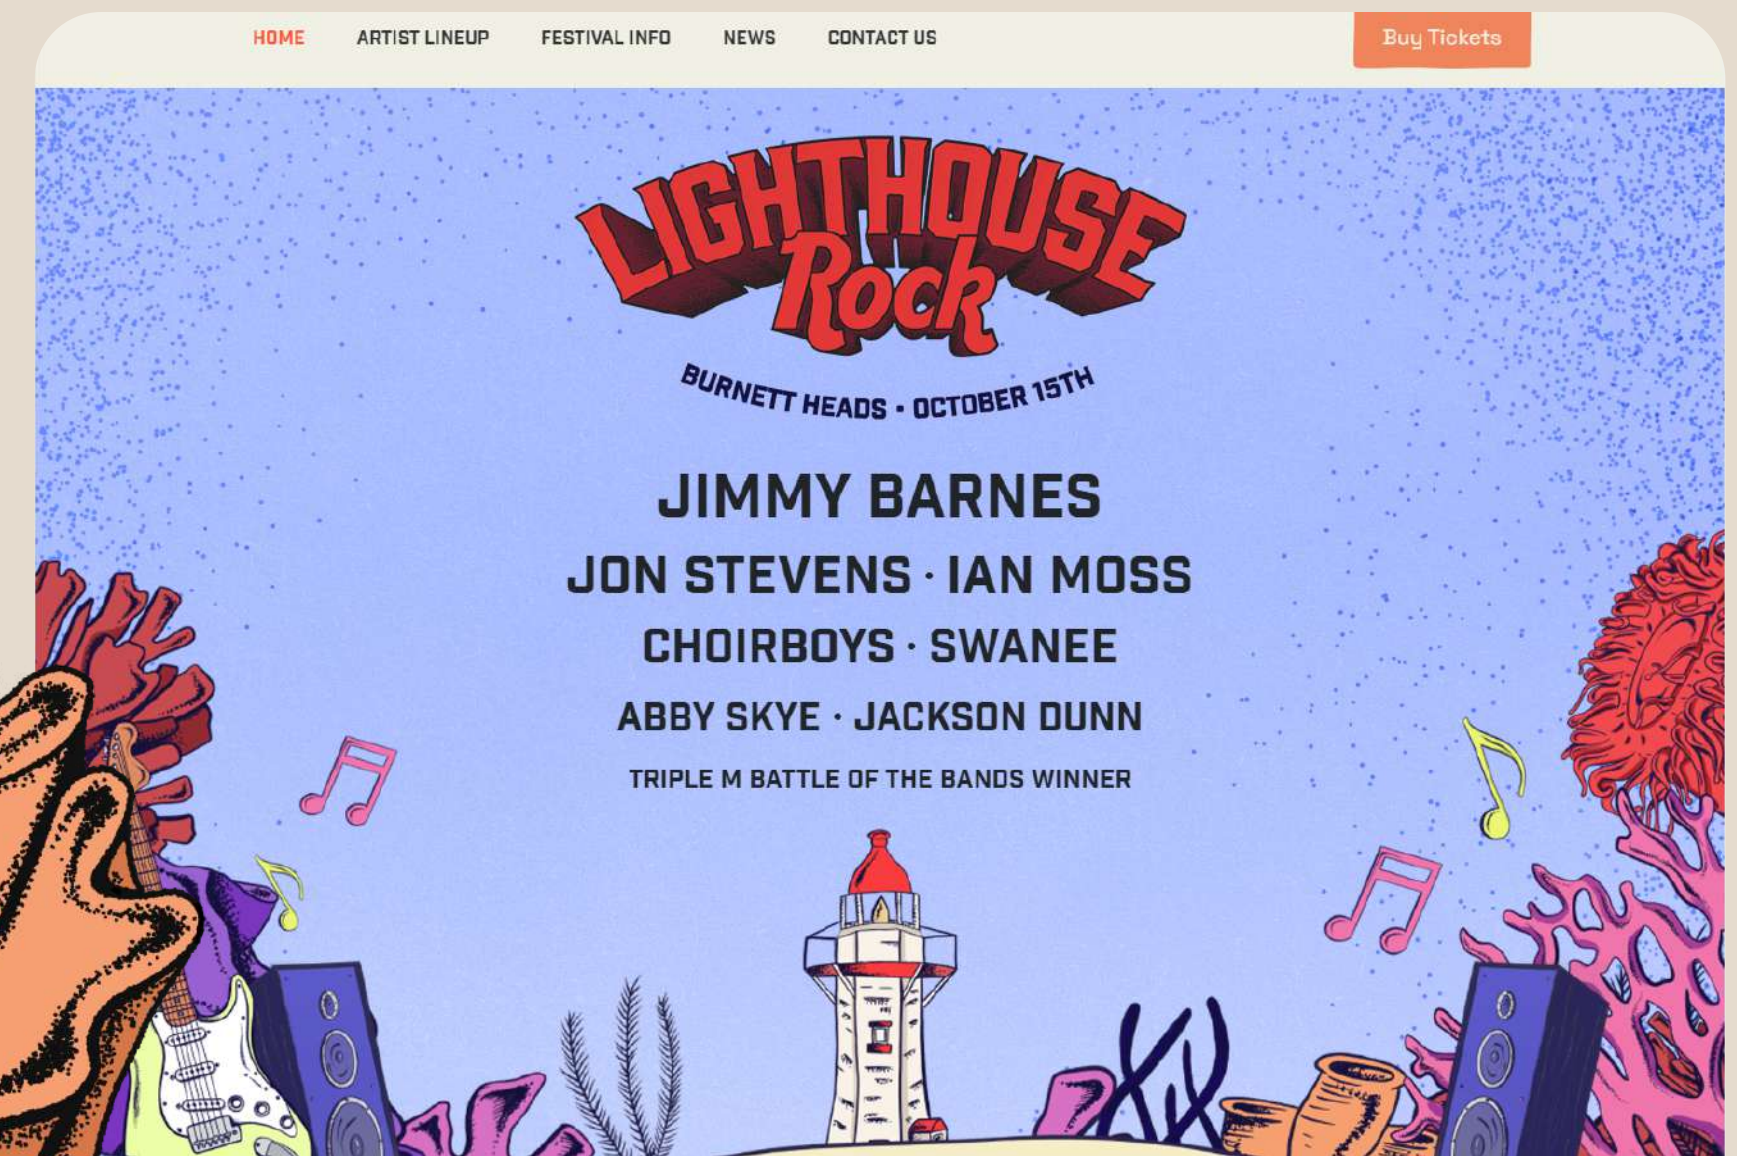 HOME ARTIST LINEUP FESTIVAL INFO NEWS CONTACT US Buy Tickets
LIGHTHOUSE
Rock
BURNETT HEADS • OCTOBER 15TH
JIMMY BARNES
JON STEVENS · IAN MOSS
CHOIRBOYS · SWANEE
ABBY SKYE · JACKSON DUNN
TRIPLE M BATTLE OF THE BANDS WINNER